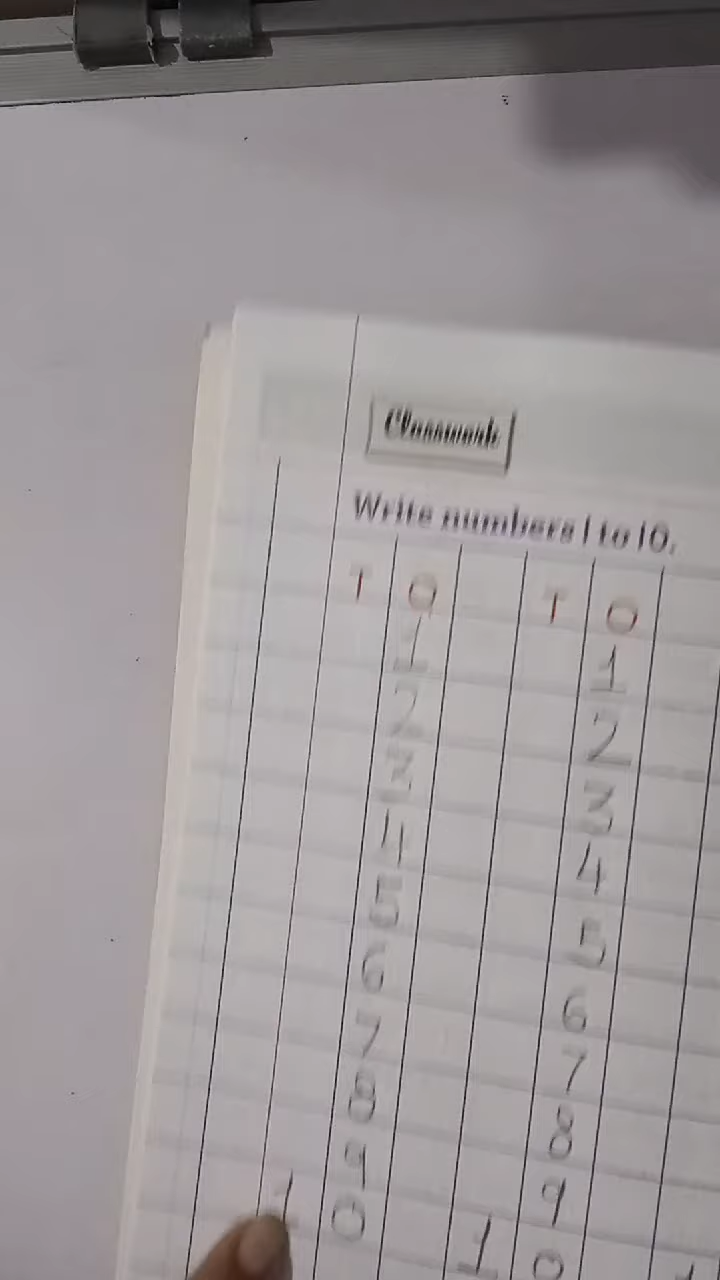 Classwork
Write numbers 1 to 10.
T O T O
1 1
2 2
3 3
4 4
5 5
6 6
7 7
8 8
9 9
1 0 1 0